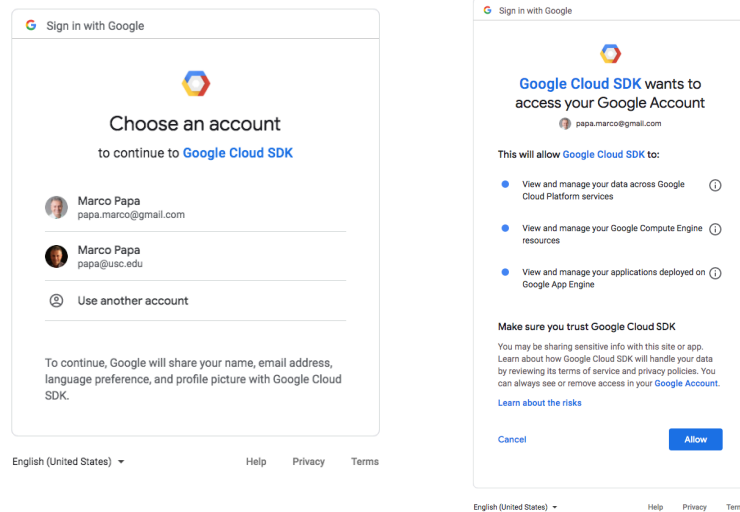 Sign in with Google
Choose an account
to continue to Google Cloud SDK
Marco Papa
papa.marco@gmail.com
Marco Papa
papa@usc.edu
Use another account
To continue, Google will share your name, email address,
language preference, and profile picture with Google Cloud
SDK.
English (United States)
Help
Privacy
Terms
Sign in with Google
Google Cloud SDK wants to
access your Google Account
papa.marco@gmail.com
This will allow Google Cloud SDK to:
View and manage your data across Google
Cloud Platform services
View and manage your Google Compute Engine
resources
View and manage your applications deployed on
Google App Engine
Make sure you trust Google Cloud SDK
You may be sharing sensitive info with this site or app.
Learn about how Google Cloud SDK will handle your data
by reviewing its terms of service and privacy policies. You
can always see or remove access in your Google Account.
Learn about the risks
Cancel
Allow
English (United States)
Help
Privacy